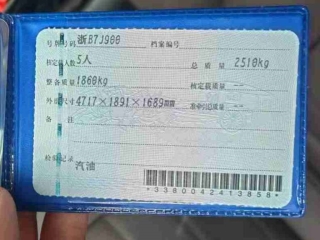 号牌号码 浙B7J900 档案编号
核定载人数 5人 总质量 2510kg
整备质量 1860kg 核定载质量 --
外廓尺寸 4717×1891×1689mm 准牵引总质量 --
备注
检验记录
汽油
*3380042413858*